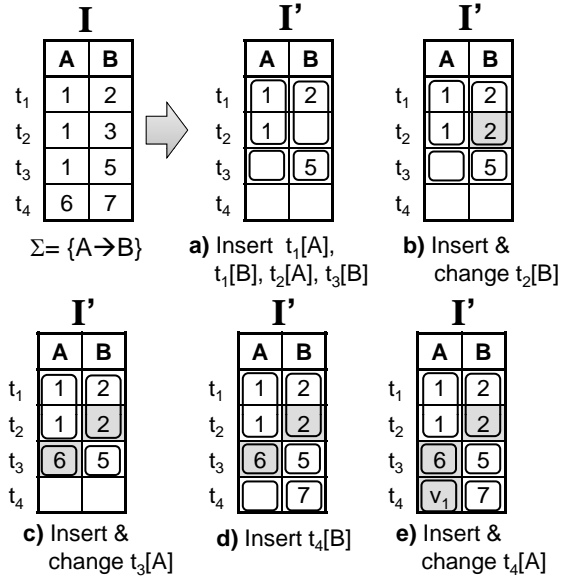 I I' I'
A B A B A B
t₁ 1 2 t₁ 1 2 t₁ 1 2
t₂ 1 3 t₂ 1 t₂ 1 2
t₃ 1 5 t₃ 5 t₃ 5
t₄ 6 7 t₄ t₄
Σ= {A→B} a) Insert t₁[A], b) Insert &
t₁[B], t₂[A], t₃[B] change t₂[B]
I' I' I'
A B A B A B
t₁ 1 2 t₁ 1 2 t₁ 1 2
t₂ 1 2 t₂ 1 2 t₂ 1 2
t₃ 6 5 t₃ 6 5 t₃ 6 5
t₄ t₄ 7 t₄ v₁ 7
c) Insert & d) Insert t₄[B] e) Insert &
change t₃[A] change t₄[A]